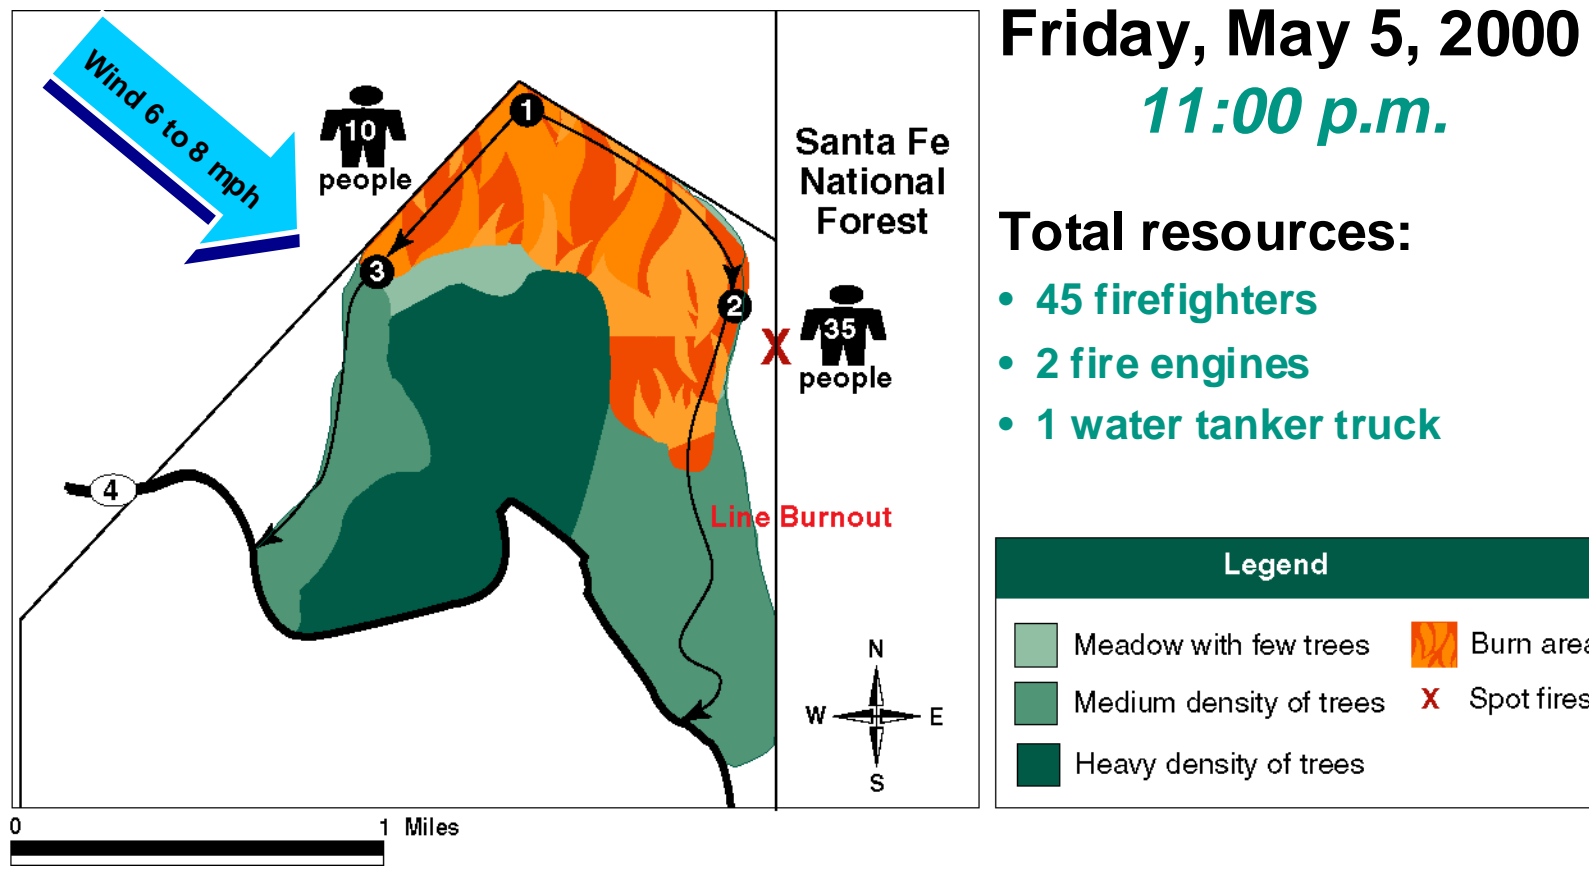 Wind 6 to 8 mph
10
people
1
Santa Fe
National
Forest
3
2
35
X
people
4
Line Burnout
N
W
E
S
0
1 Miles
Friday, May 5, 2000
11:00 p.m.
Total resources:
• 45 firefighters
• 2 fire engines
• 1 water tanker truck
Legend
Meadow with few trees
Burn area
Medium density of trees
X Spot fires
Heavy density of trees